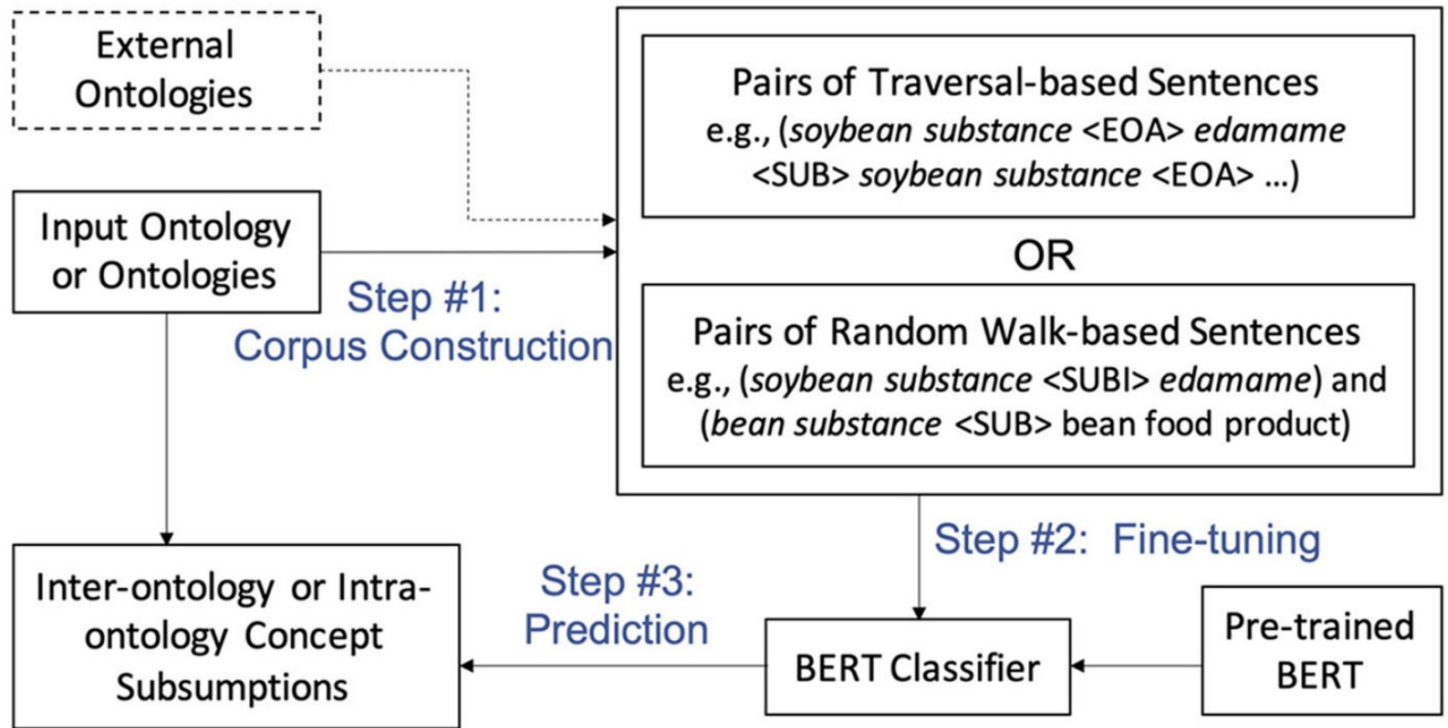 External
Ontologies
Input Ontology
or Ontologies
Step #1:
Corpus Construction
Pairs of Traversal-based Sentences
e.g., (soybean substance <EOA> edamame
<SUB> soybean substance <EOA> ...)
OR
Pairs of Random Walk-based Sentences
e.g., (soybean substance <SUBI> edamame) and
(bean substance <SUB> bean food product)
Step #2: Fine-tuning
Inter-ontology or Intra-
ontology Concept
Subsumptions
Step #3:
Prediction
BERT Classifier
Pre-trained
BERT